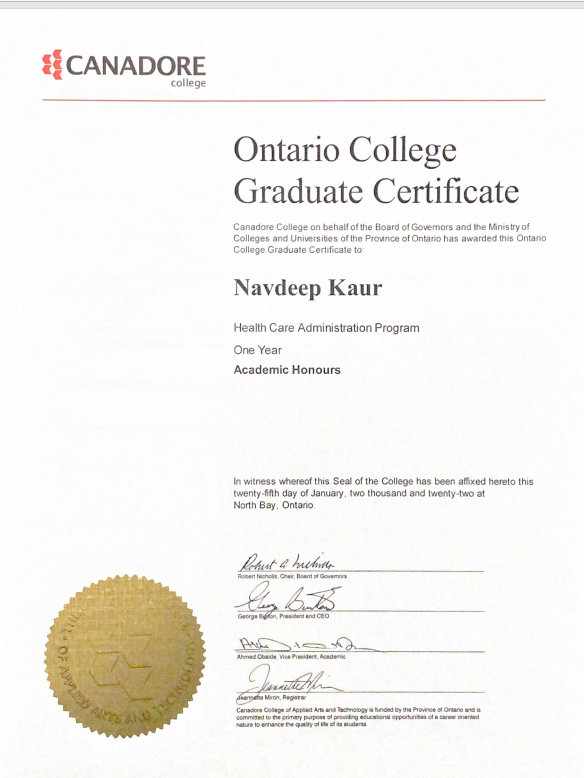 CANADORE
college
Ontario College
Graduate Certificate
Canadore College on behalf of the Board of Governors and the Ministry of
Colleges and Universities of the Province of Ontario has awarded this Ontario
College Graduate Certificate to:
Navdeep Kaur
Health Care Administration Program
One Year
Academic Honours
In witness whereof this Seal of the College has been affixed hereto this
twenty-fifth day of January, two thousand and twenty-two at
North Bay, Ontario.
Robert Nicholls, Chair, Board of Governors
George Burton, President and CEO
Ahmed Obaide, Vice President, Academic
Jeannette Miron, Registrar
Canadore College of Applied Arts and Technology is funded by the Province of Ontario and is
committed to the primary purpose of providing educational opportunities of a career oriented
nature to enhance the quality of life of its students.
OF APPLIED ARTS AND TECHNOLOGY